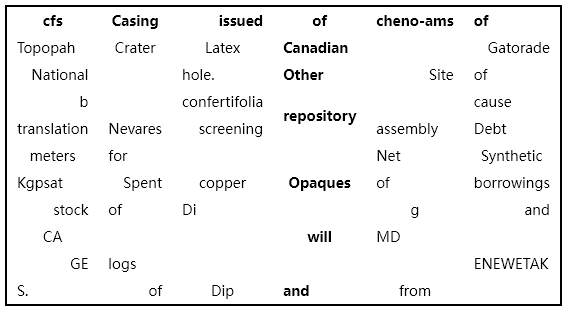 cfs Casing issued of cheno-ams of
Topopah Crater Latex Canadian Gatorade
National hole. Other Site of
b confertifolia repository cause
translation Nevares screening assembly Debt
meters for Net Synthetic
Kgpsat Spent copper Opaques of borrowings
stock of Di g and
CA will MD
GE logs ENEWETAK
S. of Dip and from